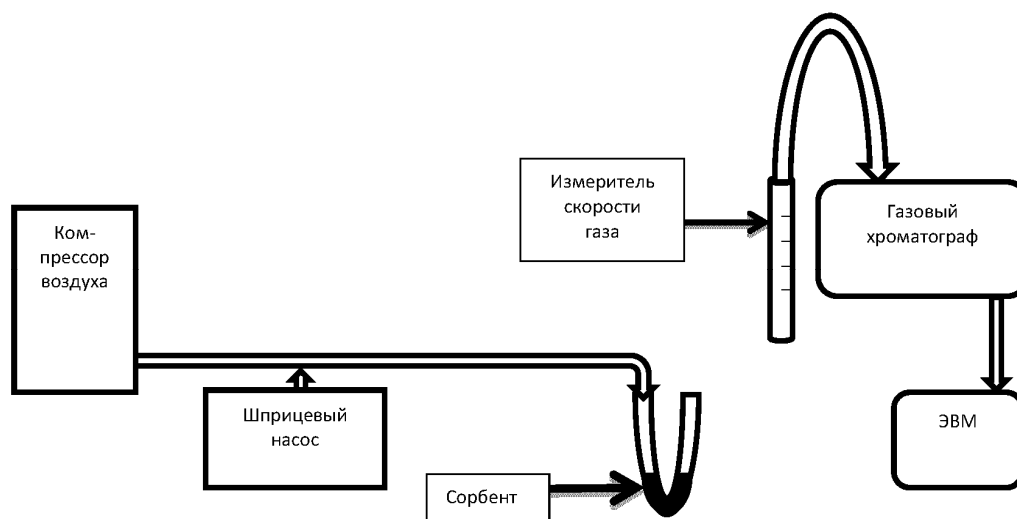 Измеритель
скорости
газа
Газовый
хроматограф
Ком-
прессор
воздуха
Шприцевый
насос
ЭВМ
Сорбент